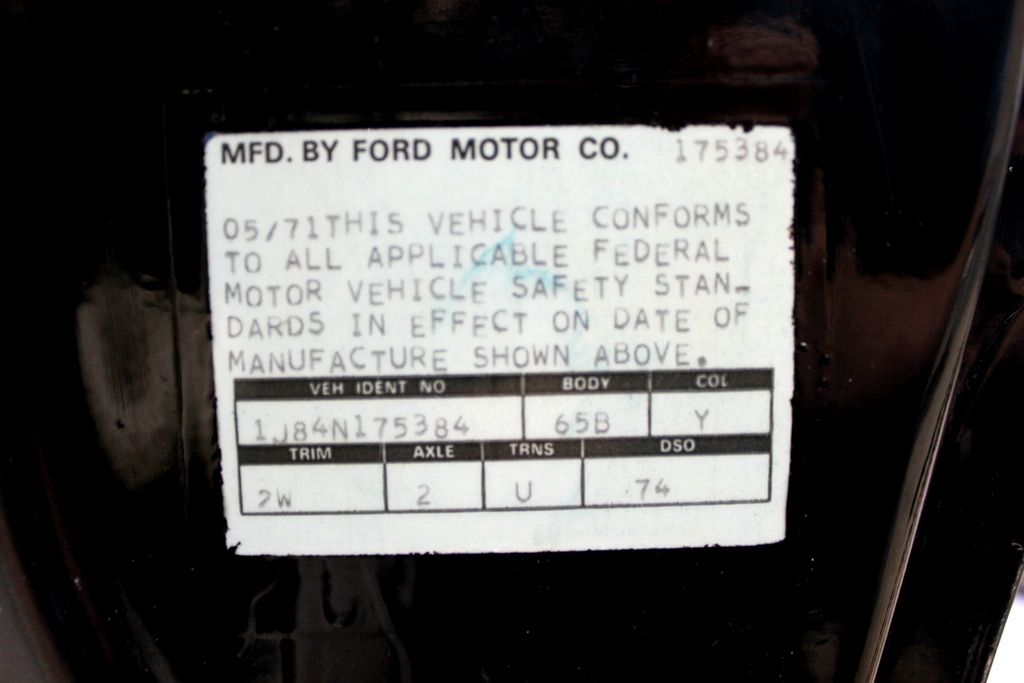 MFD. BY FORD MOTOR CO. 175384
05/71THIS VEHICLE CONFORMS
TO ALL APPLICABLE FEDERAL
MOTOR VEHICLE SAFETY STAN-
DARDS IN EFFECT ON DATE OF
MANUFACTURE SHOWN ABOVE.
VEH IDENT NO BODY COL
1J84N175384 65B Y
TRIM AXLE TRNS DSO
2W 2 U 74